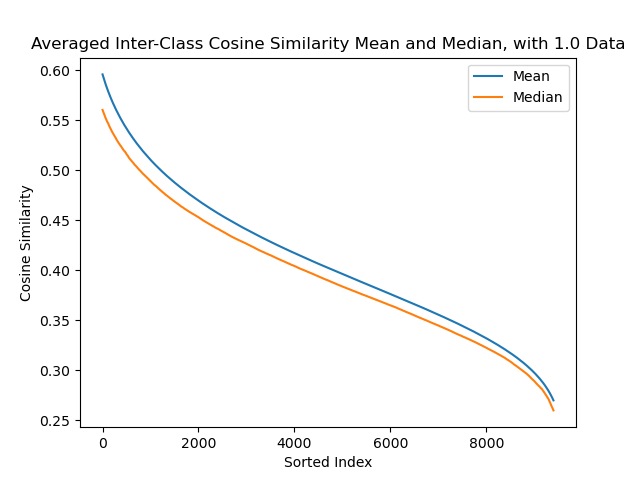 Averaged Inter-Class Cosine Similarity Mean and Median, with 1.0 Data
Mean
Median
0.60
0.55
0.50
0.45
0.40
0.35
0.30
0.25
Cosine Similarity
0 2000 4000 6000 8000
Sorted Index